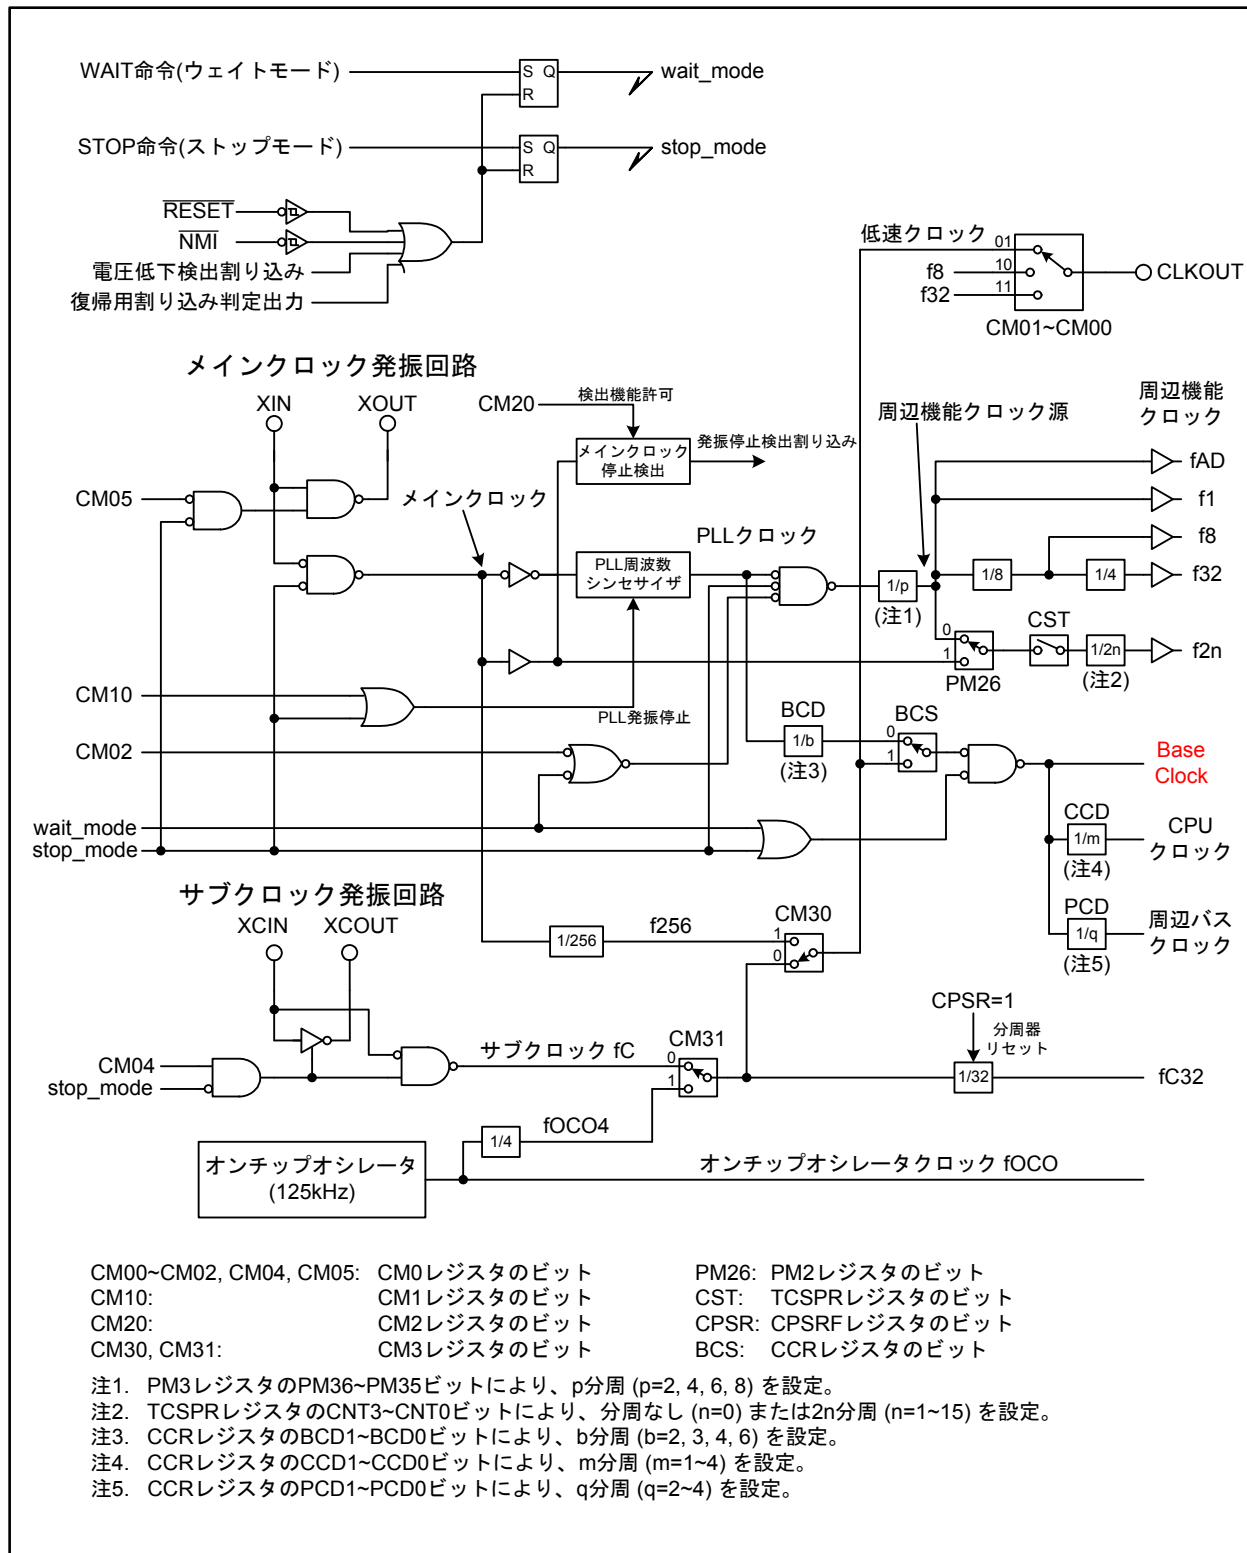 WAIT命令(ウェイトモード)
S Q
R
wait_mode
STOP命令(ストップモード)
S Q
R
stop_mode
RESET
NMI
電圧低下検出割り込み
復帰用割り込み判定出力
低速クロック
01
f8
10
f32
11
CLKOUT
CM01~CM00
メインクロック発振回路
XIN
XOUT
CM20
検出機能許可
メインクロック
停止検出
発振停止検出割り込み
周辺機能クロック源
周辺機能
クロック
fAD
f1
f8
f32
f2n
CM05
メインクロック
PLLクロック
PLL周波数
シンセサイザ
1/p
(注1)
1/8
1/4
0
1
PM26
CST
1/2n
(注2)
CM10
PLL発振停止
CM02
BCD
1/b
(注3)
BCS
0
1
Base
Clock
wait_mode
stop_mode
CCD
1/m
(注4)
CPU
クロック
PCD
1/q
(注5)
周辺バス
クロック
サブクロック発振回路
XCIN
XCOUT
1/256
f256
CM30
1
0
CPSR=1
分周器
リセット
CM04
stop_mode
サブクロック fC
CM31
0
1
1/32
fC32
1/4
fOCO4
オンチップオシレータ
(125kHz)
オンチップオシレータクロック fOCO
CM00~CM02, CM04, CM05: CM0レジスタのビット
CM10: CM1レジスタのビット
CM20: CM2レジスタのビット
CM30, CM31: CM3レジスタのビット
PM26: PM2レジスタのビット
CST: TCSPRレジスタのビット
CPSR: CPSRFレジスタのビット
BCS: CCRレジスタのビット
注1. PM3レジスタのPM36~PM35ビットにより、p分周 (p=2, 4, 6, 8) を設定。
注2. TCSPRレジスタのCNT3~CNT0ビットにより、分周なし (n=0) または2n分周 (n=1~15) を設定。
注3. CCRレジスタのBCD1~BCD0ビットにより、b分周 (b=2, 3, 4, 6) を設定。
注4. CCRレジスタのCCD1~CCD0ビットにより、m分周 (m=1~4) を設定。
注5. CCRレジスタのPCD1~PCD0ビットにより、q分周 (q=2~4) を設定。